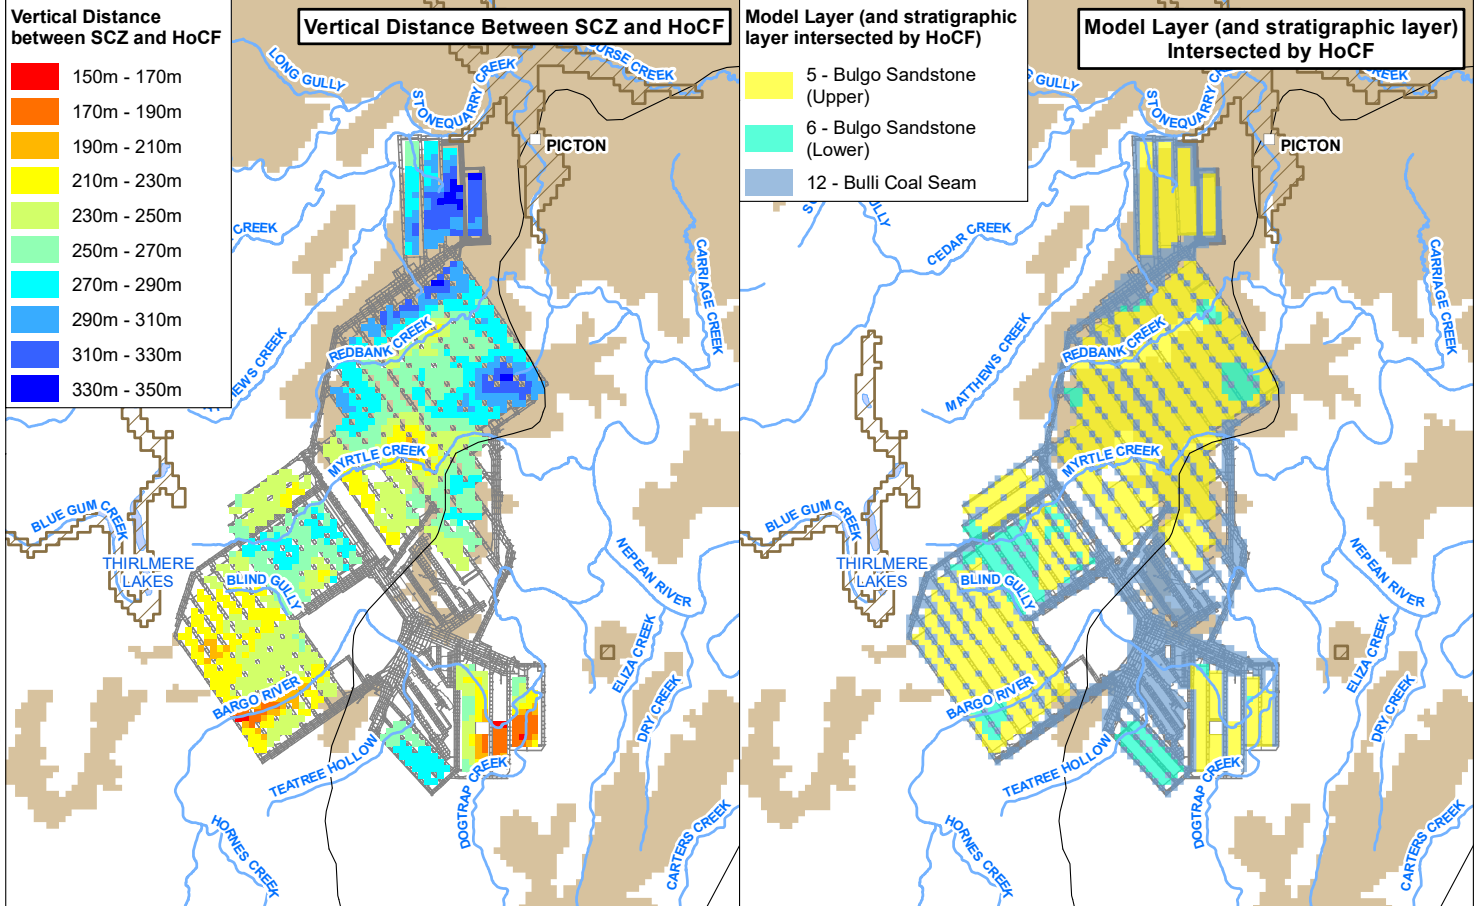 Vertical Distance
between SCZ and HoCF
150m - 170m
170m - 190m
190m - 210m
210m - 230m
230m - 250m
250m - 270m
270m - 290m
290m - 310m
310m - 330m
330m - 350m
Vertical Distance Between SCZ and HoCF
LONG GULLY
STONEQUARRY CREEK
CREEK
PICTON
CREEK
CARRIAGE CREEK
CREEK
REDBANK CREEK
MYRTLE CREEK
BLUE GUM CREEK
THIRLMERE
LAKES
BLIND GULLY
NEPEAN RIVER
BARGO RIVER
ELIZA CREEK
DRY CREEK
TEATREE HOLLOW
DOGTRAP CREEK
HORNES CREEK
CARTERS CREEK
Model Layer (and stratigraphic
layer intersected by HoCF)
5 - Bulgo Sandstone
(Upper)
6 - Bulgo Sandstone
(Lower)
12 - Bulli Coal Seam
Model Layer (and stratigraphic layer)
Intersected by HoCF
GULLY
STONEQUARRY CREEK
CREEK
PICTON
CEDAR CREEK
CARRIAGE CREEK
MATTHEWS CREEK
REDBANK CREEK
MYRTLE CREEK
BLUE GUM CREEK
THIRLMERE
LAKES
BLIND GULLY
NEPEAN RIVER
BARGO RIVER
ELIZA CREEK
DRY CREEK
TEATREE HOLLOW
DOGTRAP CREEK
HORNES CREEK
CARTERS CREEK